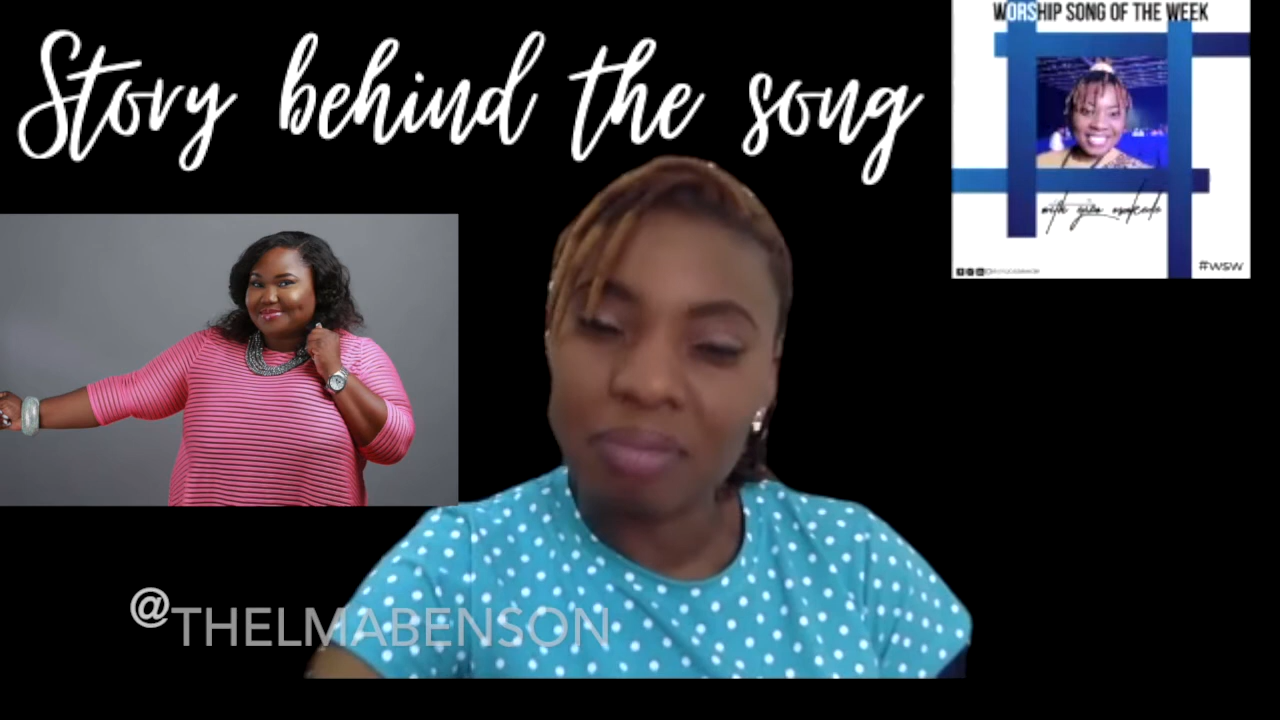 WORSHIP SONG OF THE WEEK
Story behind the song
#wsw
@THELMABENSON